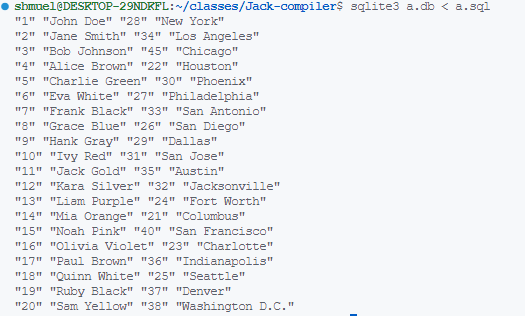 shmuel@DESKTOP-29NDKFL:~/classes/Jack-compiler$ sqlite3 a.db < a.sql
"1" "John Doe" "28" "New York"
"2" "Jane Smith" "34" "Los Angeles"
"3" "Bob Johnson" "45" "Chicago"
"4" "Alice Brown" "22" "Houston"
"5" "Charlie Green" "30" "Phoenix"
"6" "Eva White" "27" "Philadelphia"
"7" "Frank Black" "33" "San Antonio"
"8" "Grace Blue" "26" "San Diego"
"9" "Hank Gray" "29" "Dallas"
"10" "Ivy Red" "31" "San Jose"
"11" "Jack Gold" "35" "Austin"
"12" "Kara Silver" "32" "Jacksonville"
"13" "Liam Purple" "24" "Fort Worth"
"14" "Mia Orange" "21" "Columbus"
"15" "Noah Pink" "40" "San Francisco"
"16" "Olivia Violet" "23" "Charlotte"
"17" "Paul Brown" "36" "Indianapolis"
"18" "Quinn White" "25" "Seattle"
"19" "Ruby Black" "37" "Denver"
"20" "Sam Yellow" "38" "Washington D.C."